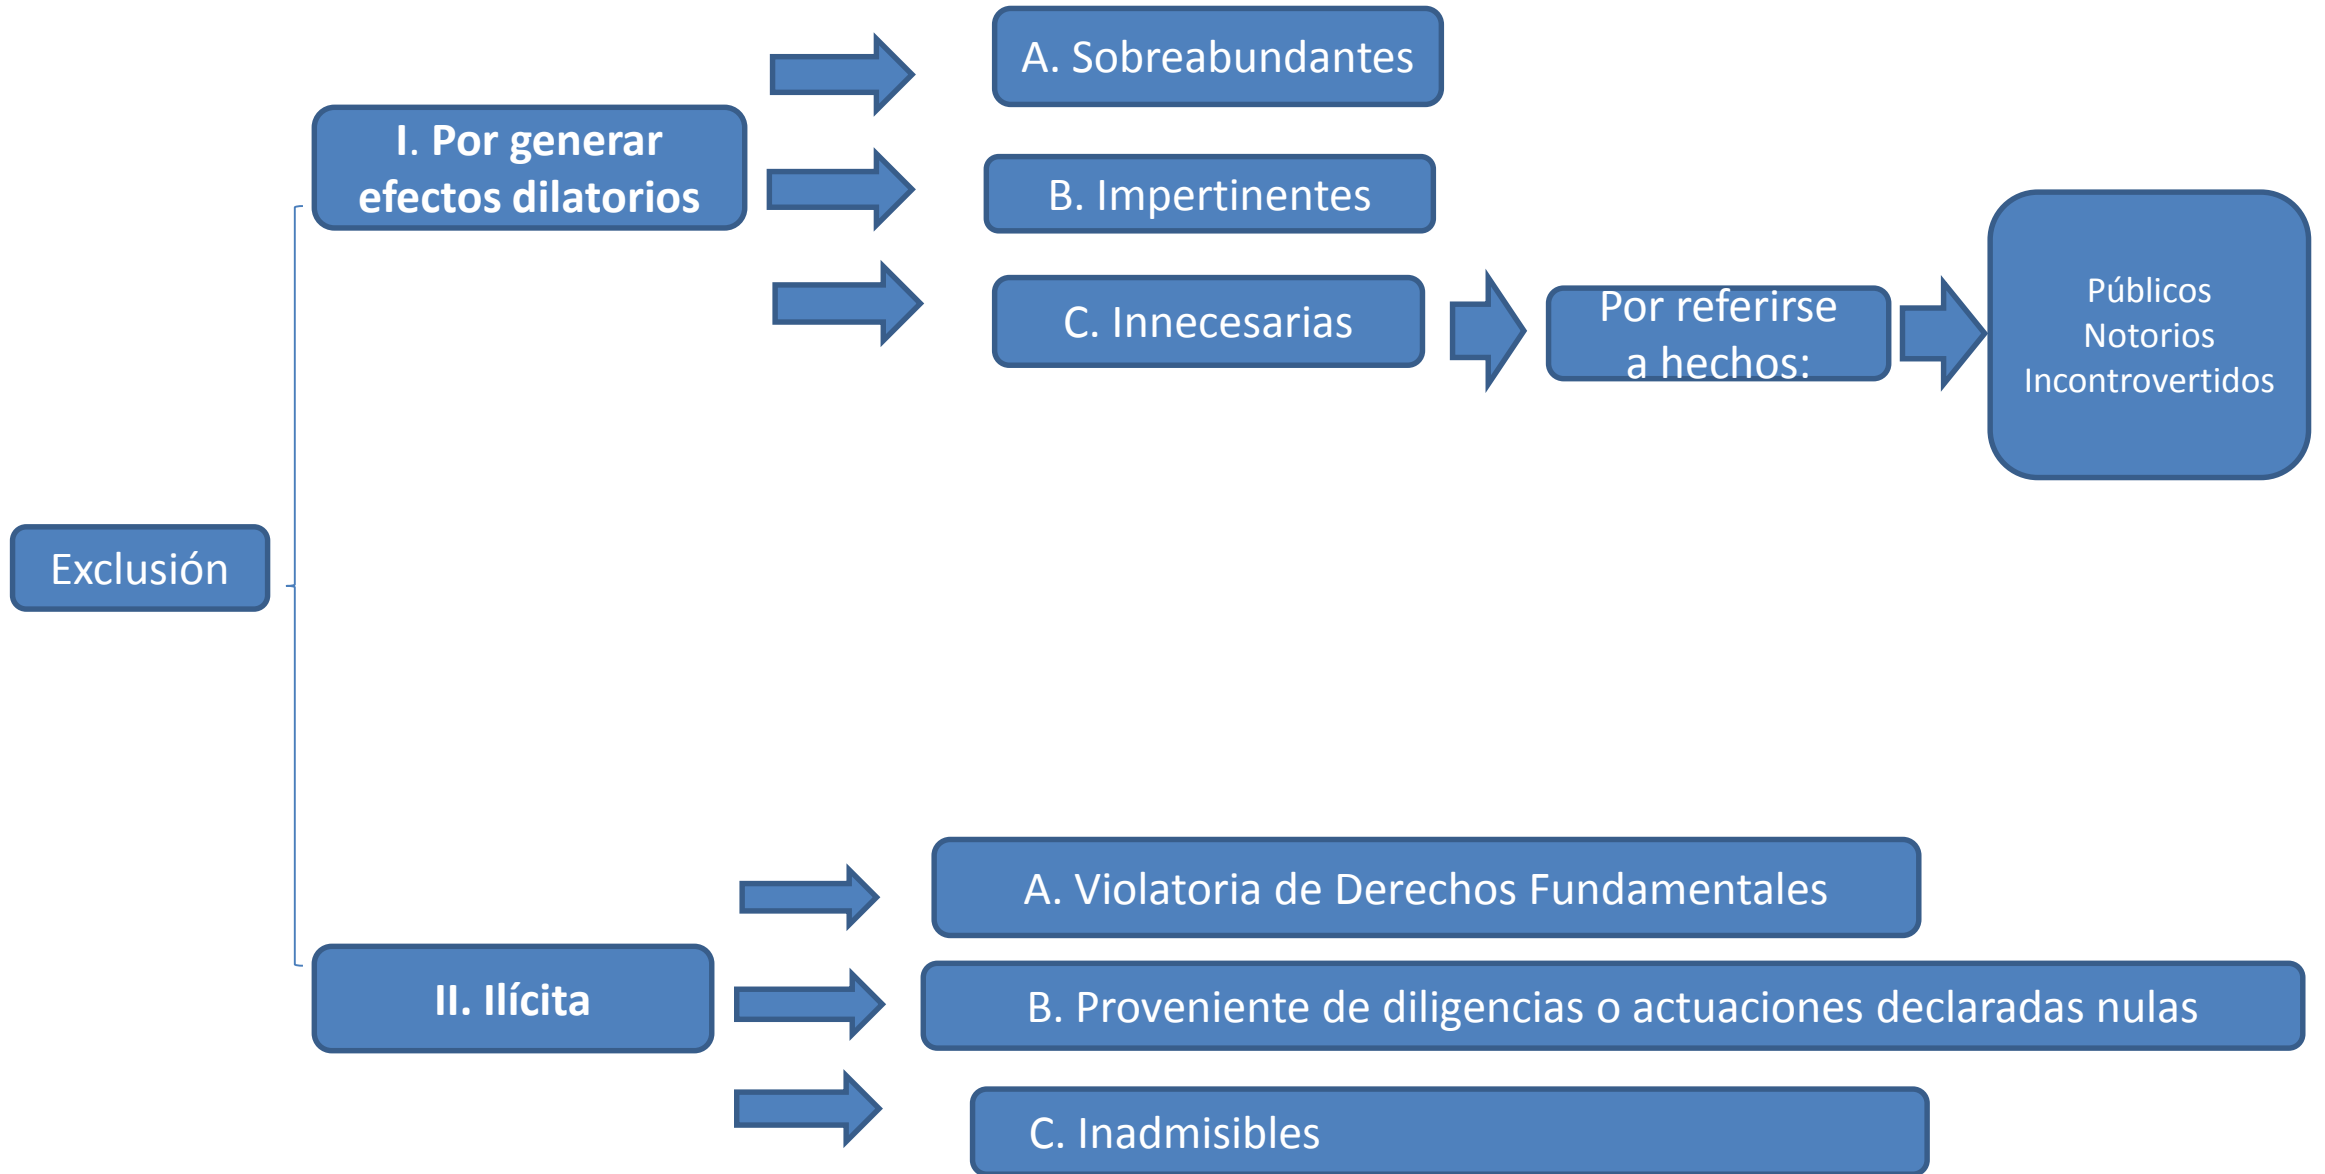 Exclusión
I. Por generar
efectos dilatorios
A. Sobreabundantes
B. Impertinentes
C. Innecesarias
Por referirse
a hechos:
Públicos
Notorios
Incontrovertidos
II. Ilícita
A. Violatoria de Derechos Fundamentales
B. Proveniente de diligencias o actuaciones declaradas nulas
C. Inadmisibles